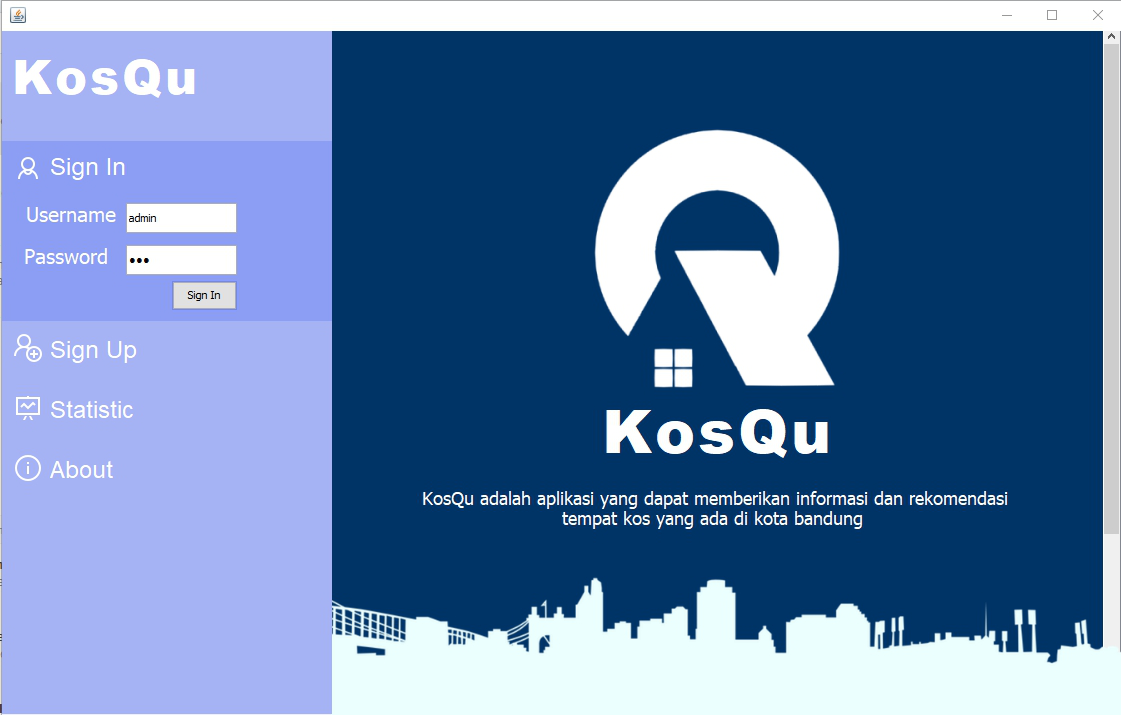 KosQu
Sign In
Username
admin
Password
•••
Sign In
Sign Up
Statistic
About
KosQu
KosQu adalah aplikasi yang dapat memberikan informasi dan rekomendasi
tempat kos yang ada di kota bandung